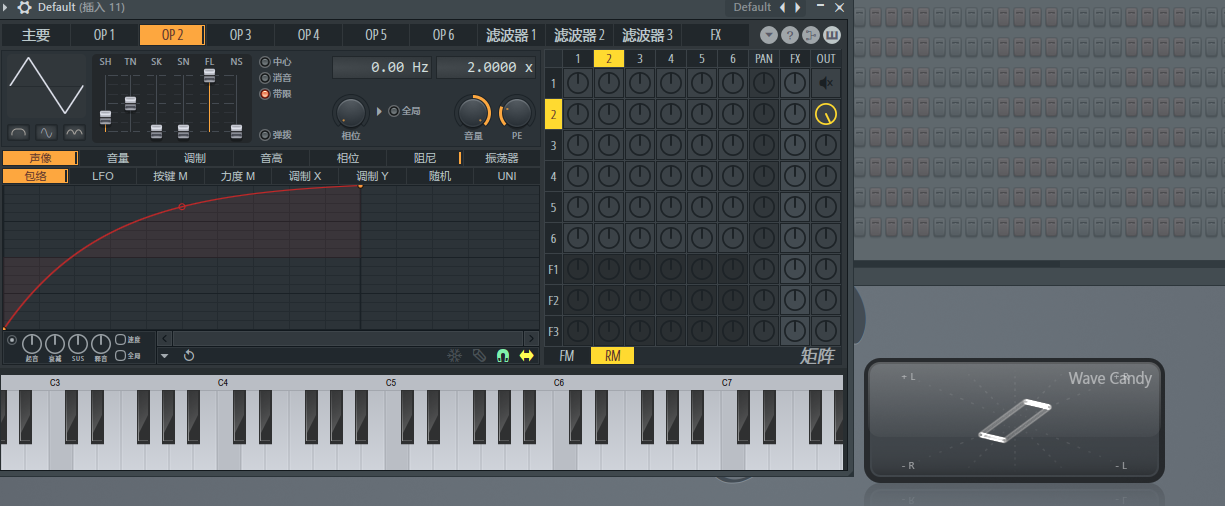 Default (插入 11)
Default
主要 OP 1 OP 2 OP 3 OP 4 OP 5 OP 6 滤波器 1 滤波器 2 滤波器 3 FX
SH TN SK SN FL NS
中心
消音
带限
弹拨
0.00 Hz 2.0000 x
全局
相位 音量 PE
声像 音量 调制 音高 相位 阻尼 振荡器
包络 LFO 按键 M 力度 M 调制 X 调制 Y 随机 UNI
起音 衰减 SUS 释音
速度
全局
1 2 3 4 5 6 PAN FX OUT
1
2
3
4
5
6
F1
F2
F3
FM RM 矩阵
C3 C4 C5 C6 C7
+ L + R
Wave Candy
- R - L